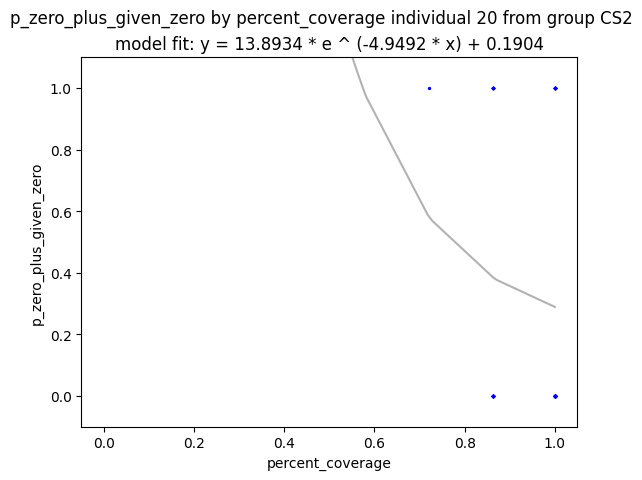 p_zero_plus_given_zero by percent_coverage individual 20 from group CS2
model fit: y = 13.8934 * e ^ (-4.9492 * x) + 0.1904
p_zero_plus_given_zero
1.0
0.8
0.6
0.4
0.2
0.0
0.0 0.2 0.4 0.6 0.8 1.0
percent_coverage